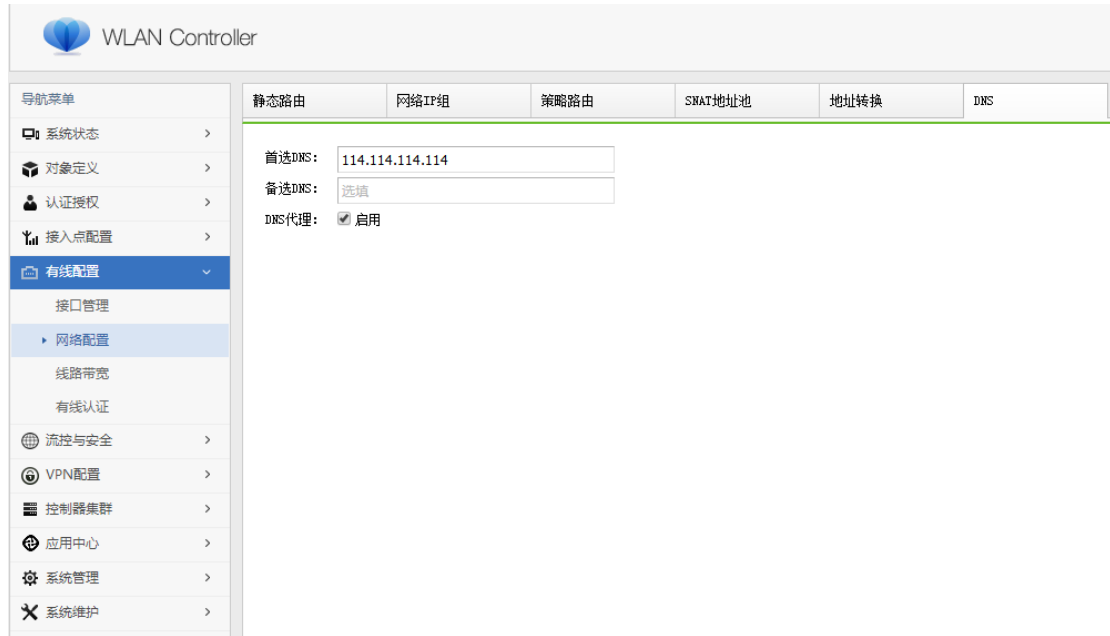 WLAN Controller
导航菜单
系统状态
对象定义
认证授权
接入点配置
有线配置
接口管理
网络配置
线路带宽
有线认证
流控与安全
VPN配置
控制器集群
应用中心
系统管理
系统维护
静态路由 网络IP组 策略路由 SNAT地址池 地址转换 DNS
首选DNS: 114.114.114.114
备选DNS: 选填
DNS代理: 启用